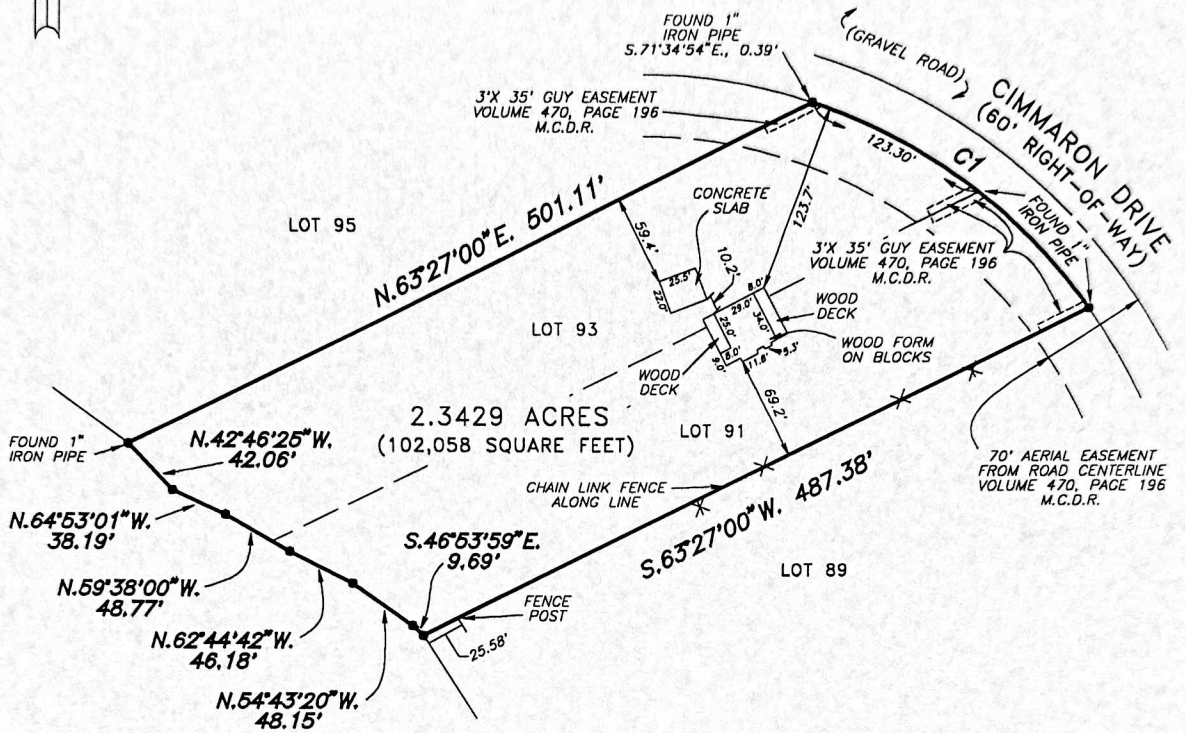 FOUND 1"
IRON PIPE
S.71°34'54"E., 0.39'
(GRAVEL ROAD)
CIMMARON DRIVE
(60' RIGHT-OF-WAY)
3'X 35' GUY EASEMENT
VOLUME 470, PAGE 196
M.C.D.R.
123.30'
C1
FOUND 1"
IRON PIPE
LOT 95
N.63°27'00"E. 501.11'
CONCRETE
SLAB
59.4'
123.7'
3'X 35' GUY EASEMENT
VOLUME 470, PAGE 196
M.C.D.R.
10.2'
25.5'
22.0'
8.0'
29.0'
34.0'
25.0'
WOOD
DECK
LOT 93
WOOD FORM
ON BLOCKS
5.3'
11.8'
8.0'
9.0'
WOOD
DECK
69.2'
2.3429 ACRES
(102,058 SQUARE FEET)
LOT 91
FOUND 1"
IRON PIPE
N.42°46'25"W.
42.06'
70' AERIAL EASEMENT
FROM ROAD CENTERLINE
VOLUME 470, PAGE 196
M.C.D.R.
CHAIN LINK FENCE
ALONG LINE
S.63°27'00"W. 487.38'
N.64°53'01"W.
38.19'
S.46°53'59"E.
9.69'
LOT 89
N.59°38'00"W.
48.77'
FENCE
POST
25.58'
N.62°44'42"W.
46.18'
N.54°43'20"W.
48.15'